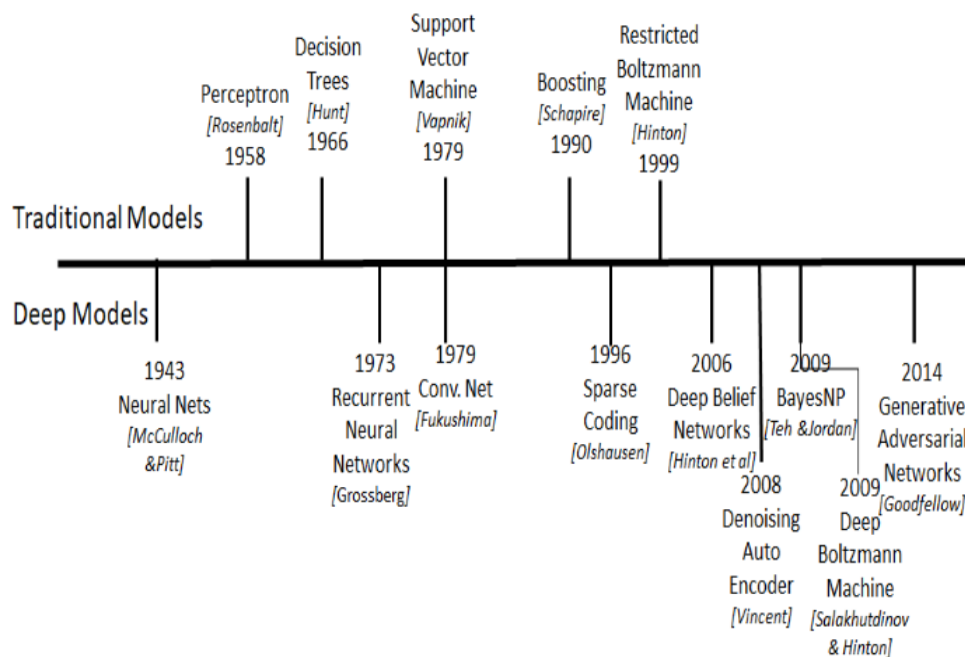 Perceptron
[Rosenbalt]
1958
Decision
Trees
[Hunt]
1966
Support
Vector
Machine
[Vapnik]
1979
Boosting
[Schapire]
1990
Restricted
Boltzmann
Machine
[Hinton]
1999
Traditional Models
Deep Models
1943
Neural Nets
[McCulloch
&Pitt]
1973
Recurrent
Neural
Networks
[Grossberg]
1979
Conv. Net
[Fukushima]
1996
Sparse
Coding
[Olshausen]
2006
Deep Belief
Networks
[Hinton et al]
2008
Denoising
Auto
Encoder
[Vincent]
2009
BayesNP
[Teh &Jordan]
2009
Deep
Boltzmann
Machine
[Salakhutdinov
& Hinton]
2014
Generative
Adversarial
Networks
[Goodfellow]